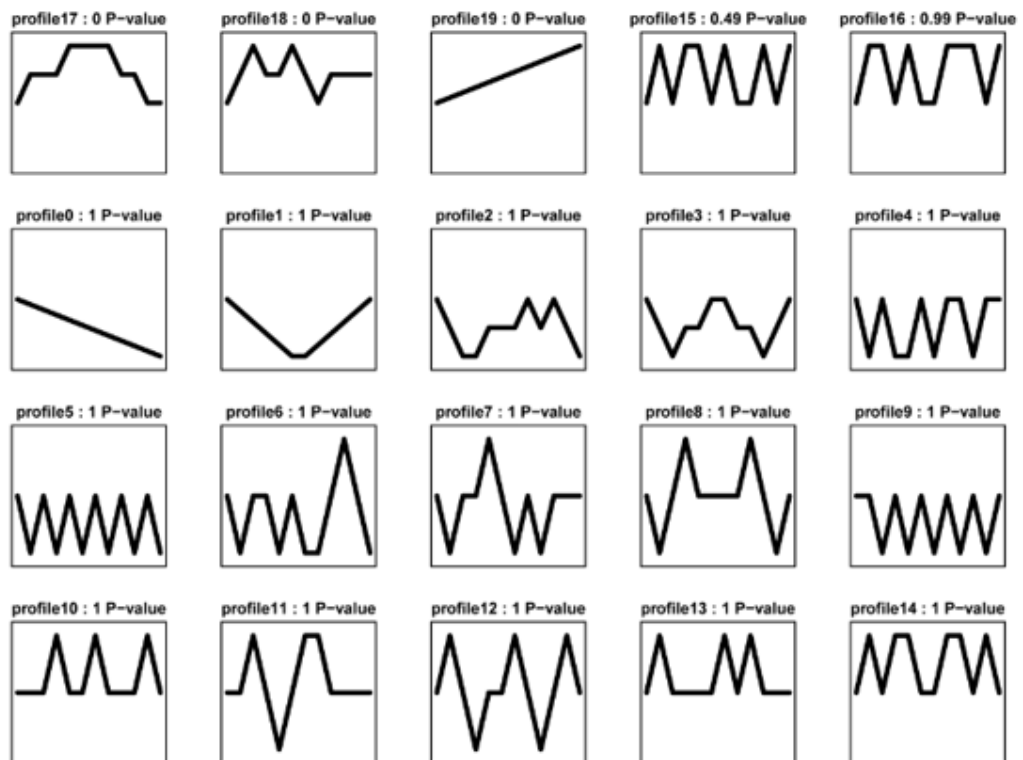 profile17 : 0 P−value
profile18 : 0 P−value
profile19 : 0 P−value
profile15 : 0.49 P−value
profile16 : 0.99 P−value
profile0 : 1 P−value
profile1 : 1 P−value
profile2 : 1 P−value
profile3 : 1 P−value
profile4 : 1 P−value
profile5 : 1 P−value
profile6 : 1 P−value
profile7 : 1 P−value
profile8 : 1 P−value
profile9 : 1 P−value
profile10 : 1 P−value
profile11 : 1 P−value
profile12 : 1 P−value
profile13 : 1 P−value
profile14 : 1 P−value